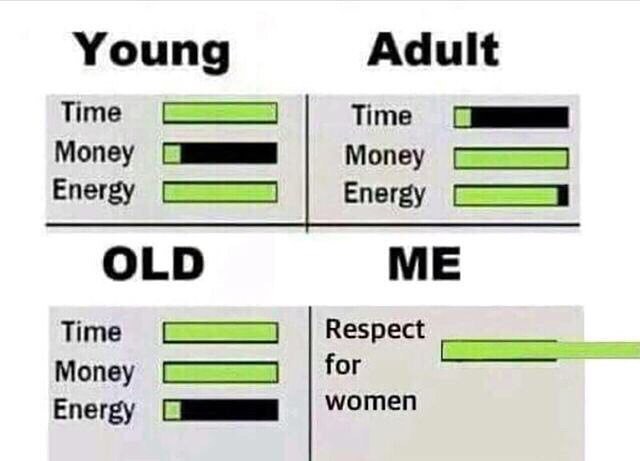 Young
Time
Money
Energy
Adult
Time
Money
Energy
OLD
Time
Money
Energy
ME
Respect
for
women